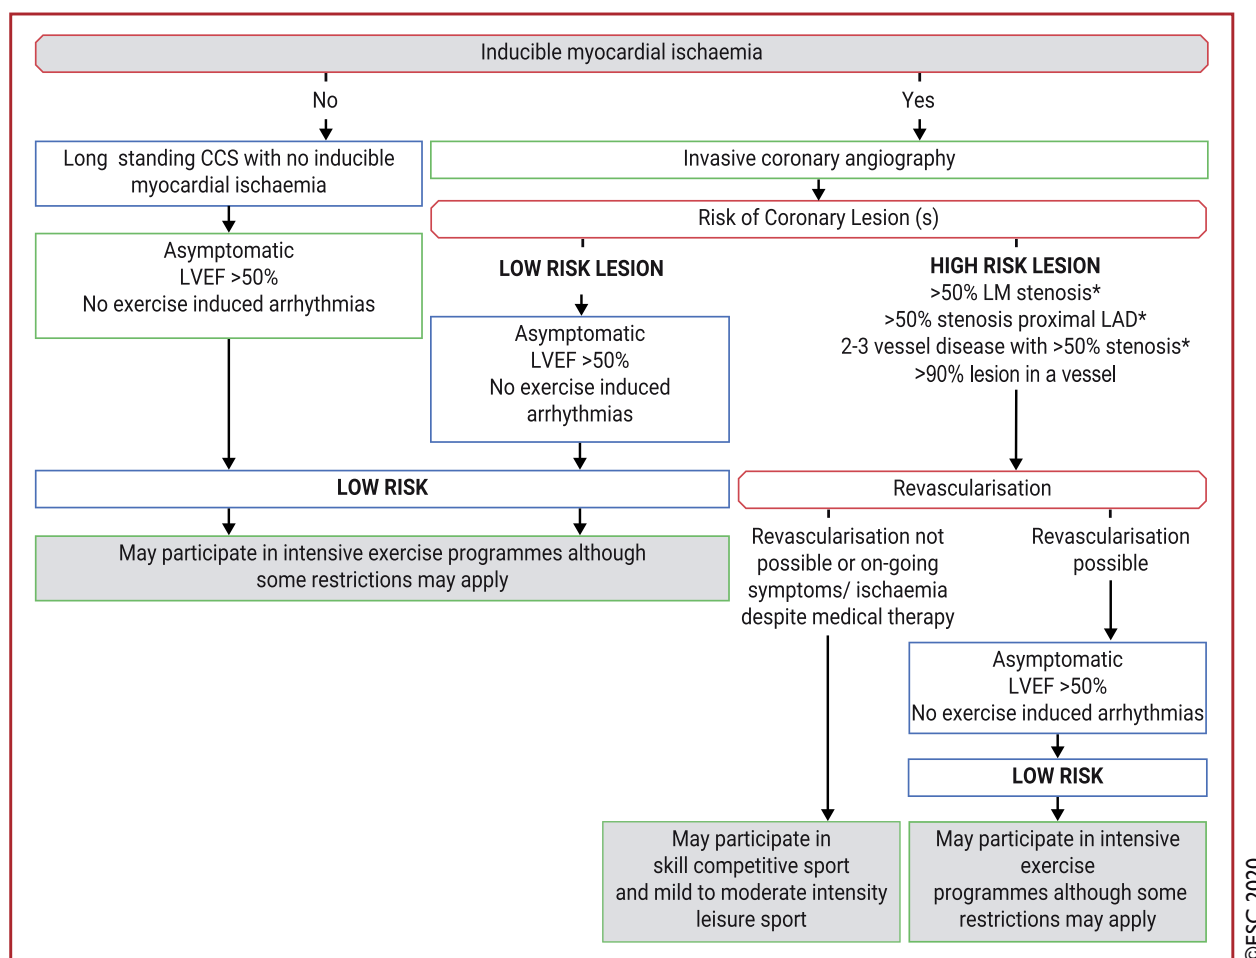 Inducible myocardial ischaemia
No
Yes
Long standing CCS with no inducible
myocardial ischaemia
Invasive coronary angiography
Risk of Coronary Lesion (s)
Asymptomatic
LVEF >50%
No exercise induced arrhythmias
LOW RISK LESION
Asymptomatic
LVEF >50%
No exercise induced
arrhythmias
HIGH RISK LESION
>50% LM stenosis*
>50% stenosis proximal LAD*
2-3 vessel disease with >50% stenosis*
>90% lesion in a vessel
LOW RISK
May participate in intensive exercise programmes although
some restrictions may apply
Revascularisation
Revascularisation not
possible or on-going
symptoms/ ischaemia
despite medical therapy
Revascularisation
possible
Asymptomatic
LVEF >50%
No exercise induced arrhythmias
LOW RISK
May participate in
skill competitive sport
and mild to moderate intensity
leisure sport
May participate in intensive
exercise
programmes although some
restrictions may apply
©ESC 2020